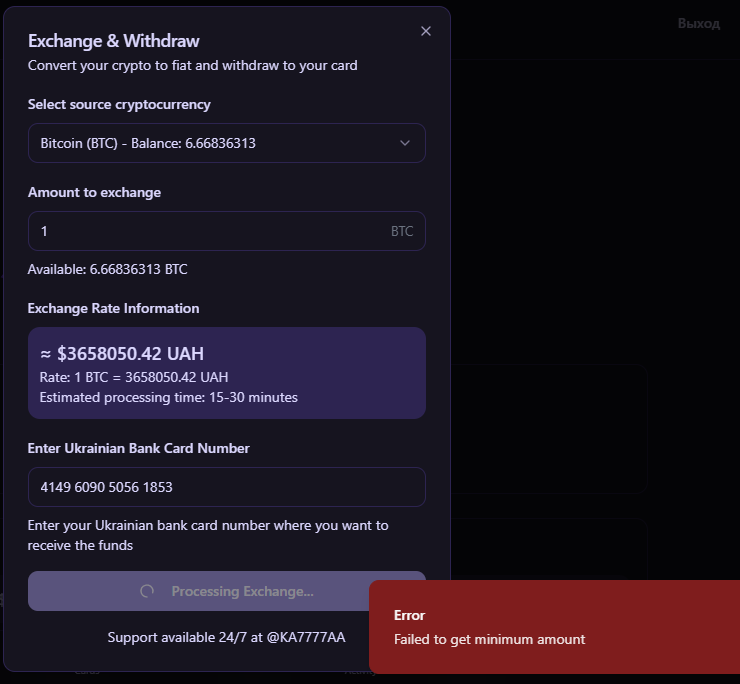 Выход
Exchange & Withdraw
Convert your crypto to fiat and withdraw to your card
Select source cryptocurrency
Bitcoin (BTC) - Balance: 6.66836313
Amount to exchange
1 BTC
Available: 6.66836313 BTC
Exchange Rate Information
≈ $3658050.42 UAH
Rate: 1 BTC = 3658050.42 UAH
Estimated processing time: 15-30 minutes
Enter Ukrainian Bank Card Number
4149 6090 5056 1853
Enter your Ukrainian bank card number where you want to
receive the funds
Processing Exchange...
Error
Failed to get minimum amount
Support available 24/7 at @KA7777AA